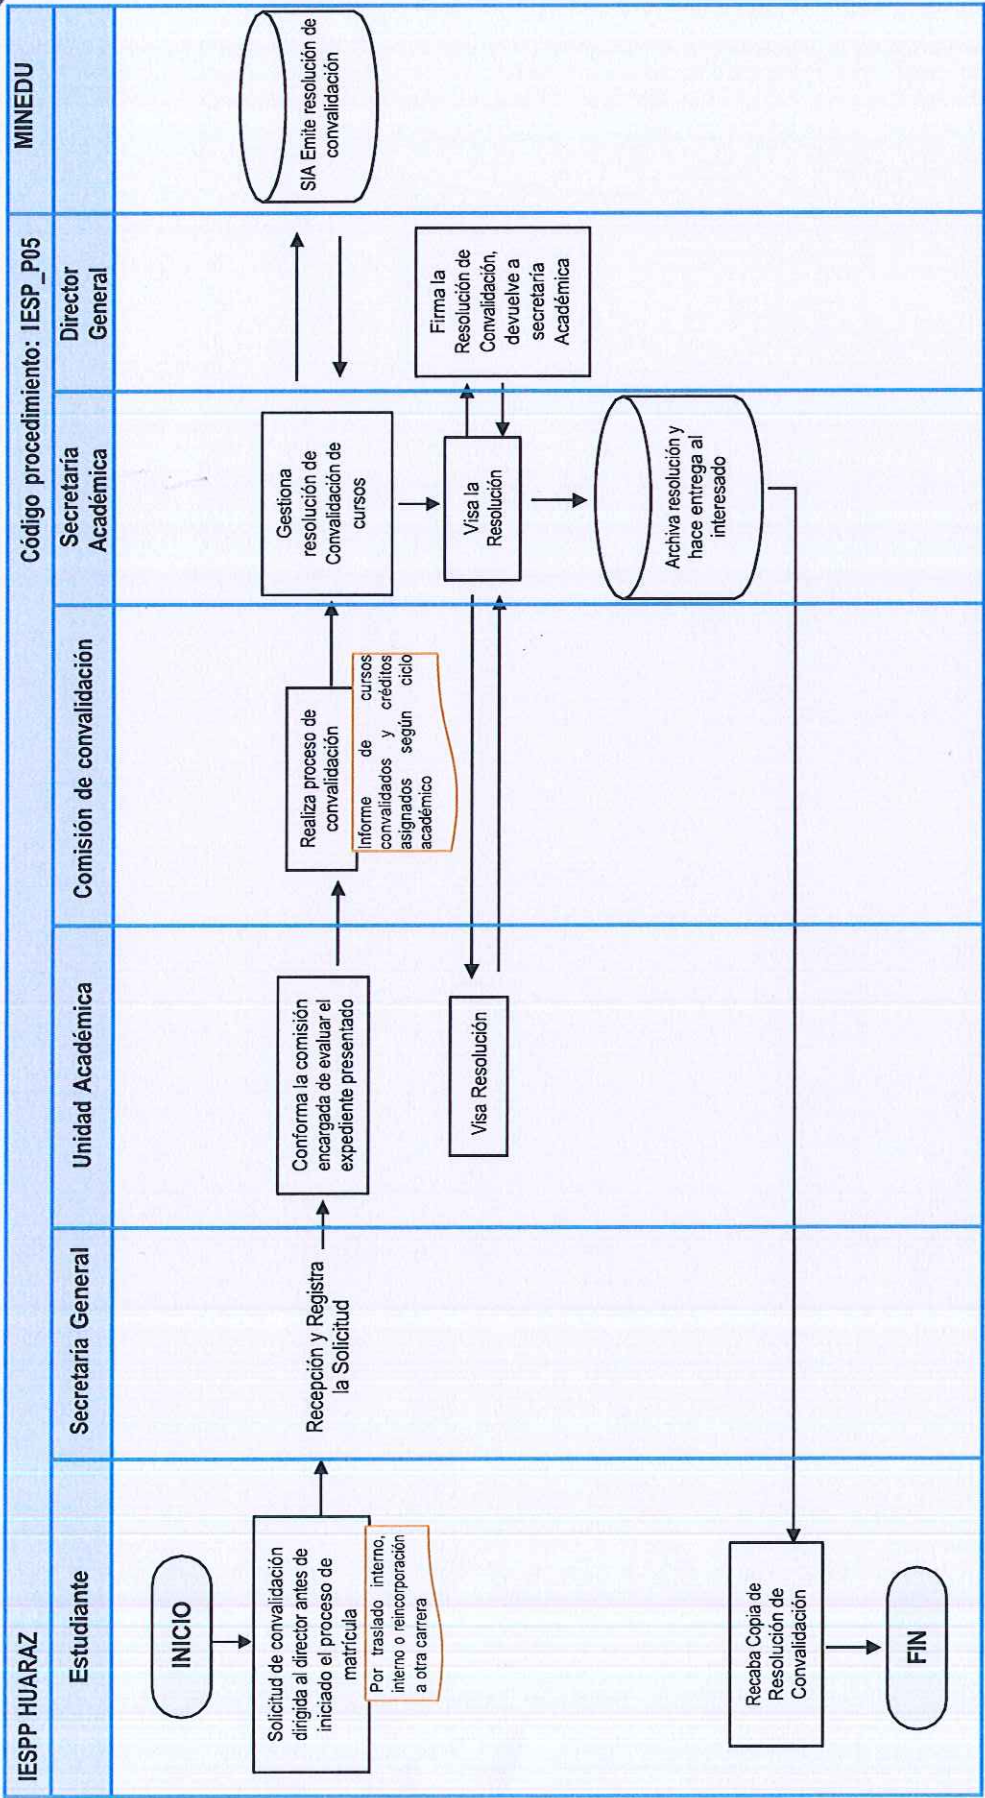 IESPP HUARAZ
Código procedimiento: IESP_P05
MINEDU
Estudiante
Secretaría General
Unidad Académica
Comisión de convalidación
Secretaría
Académica
Director
General
INICIO
Solicitud de convalidación
dirigida al director antes de
iniciado el proceso de
matrícula
Por traslado interno,
interno o reincorporación
a otra carrera
Recepción y Registra
la Solicitud
Conforma la comisión
encargada de evaluar el
expediente presentado
Realiza proceso de
convalidación
Informe de cursos
convalidados y créditos
asignados según ciclo
académico
Gestiona
resolución de
Convalidación de
cursos
SIA Emite resolución de
convalidación
Visa Resolución
Visa la
Resolución
Firma la
Resolución de
Convalidación,
devuelve a
secretaría
Académica
Archiva resolución y
hace entrega al
interesado
Recaba Copia de
Resolución de
Convalidación
FIN